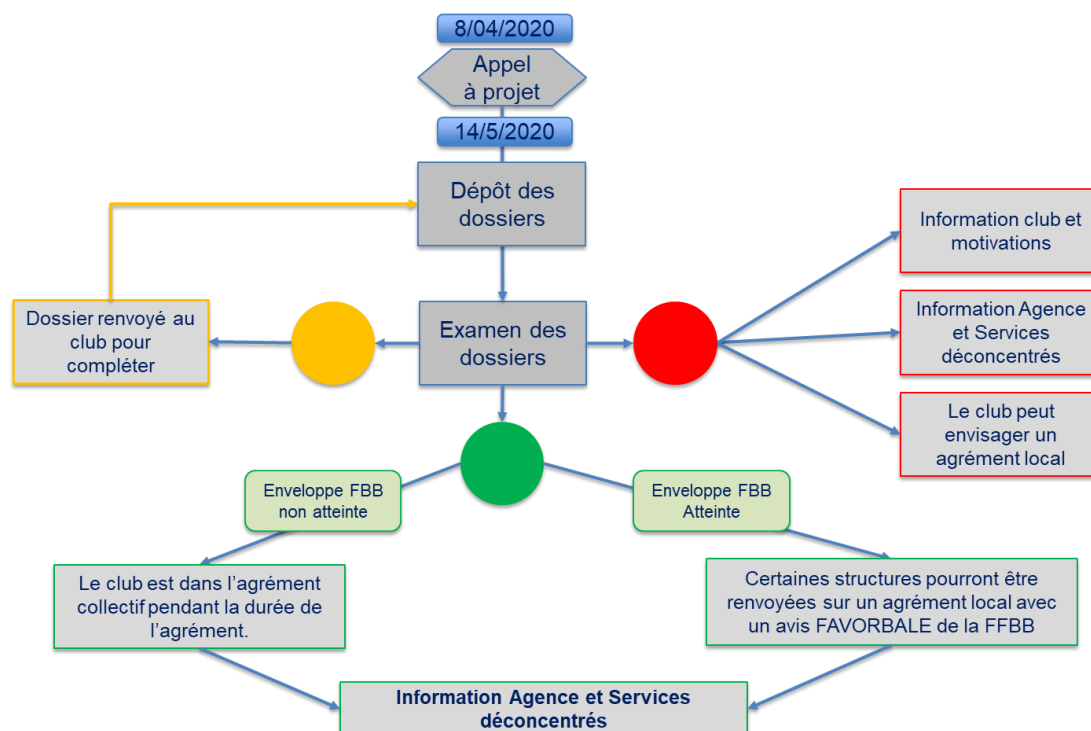 8/04/2020
Appel
à projet
14/5/2020
Dépôt des
dossiers
Information club et
motivations
Dossier renvoyé au
club pour
compléter
Examen des
dossiers
Information Agence
et Services
déconcentrés
Le club peut
envisager un
agrément local
Enveloppe FBB
non atteinte
Enveloppe FBB
Atteinte
Le club est dans l’agrément
collectif pendant la durée de
l’agrément.
Certaines structures pourront être
renvoyées sur un agrément local avec
un avis FAVORBALE de la FFBB
Information Agence et Services
déconcentrés